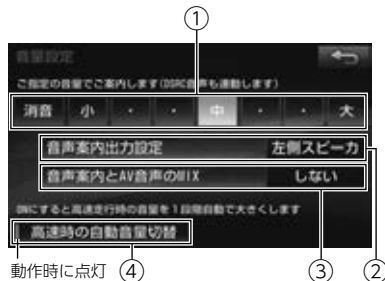 ①
音量設定
ご指定の音量でご案内します(DSRC音声も連動します)
消音 小 ・ ・ 中 ・ ・ 大
音声案内出力設定 左側スピーカ
音声案内とAV音声のMIX しない
ONにすると高速走行時の音量を1段階自動で大きくします
高速時の自動音量切替
動作時に点灯 ④ ③ ②